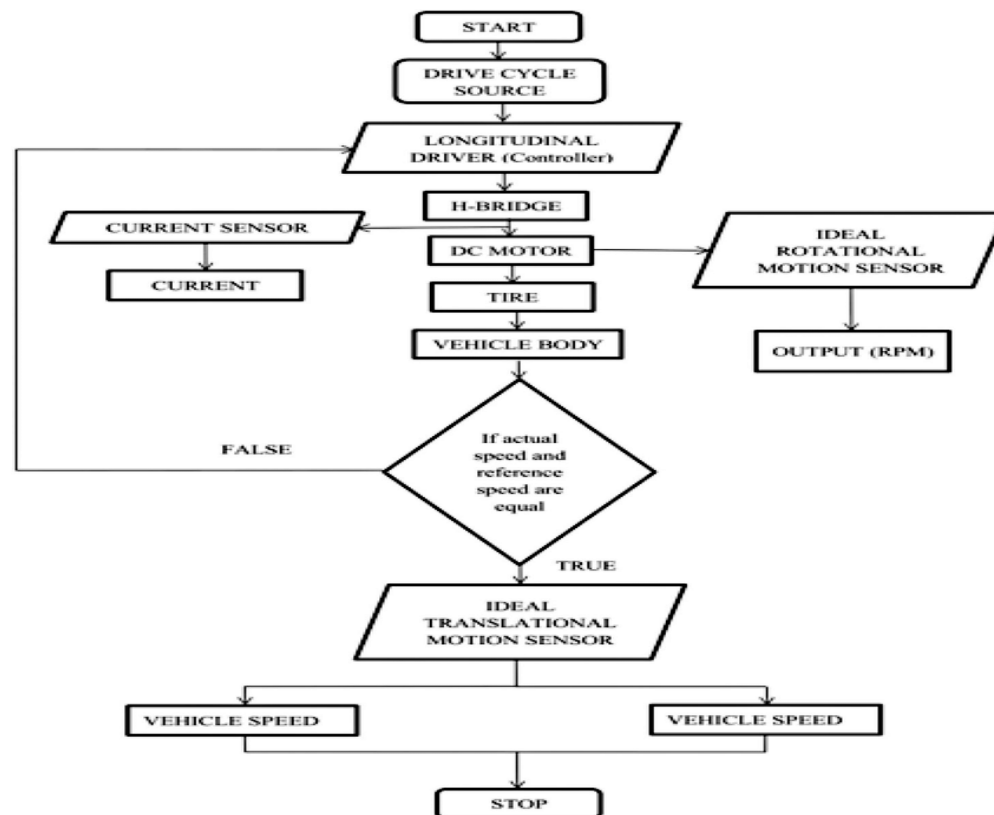 START
DRIVE CYCLE
SOURCE
LONGITUDINAL
DRIVER (Controller)
H-BRIDGE
CURRENT SENSOR
DC MOTOR
IDEAL
ROTATIONAL
MOTION SENSOR
CURRENT
TIRE
VEHICLE BODY
OUTPUT (RPM)
FALSE
If actual
speed and
reference
speed are
equal
TRUE
IDEAL
TRANSLATIONAL
MOTION SENSOR
VEHICLE SPEED
VEHICLE SPEED
STOP